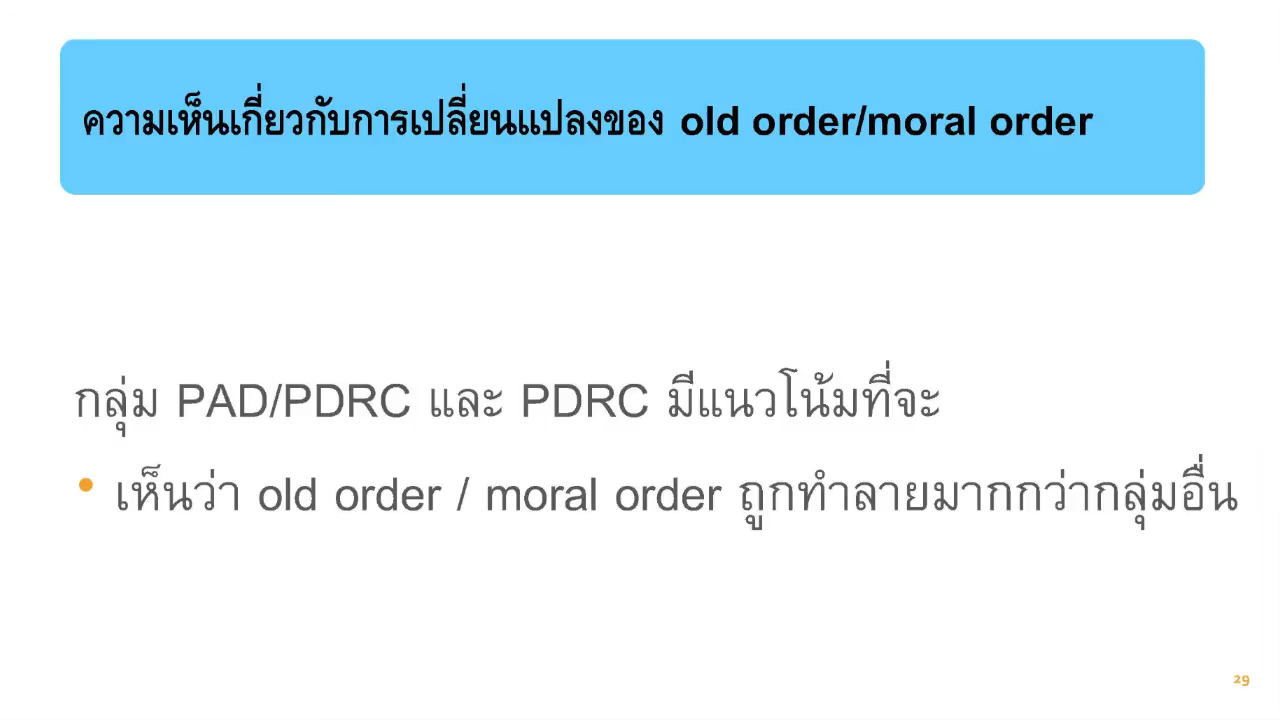 ความเห็นเกี่ยวกับการเปลี่ยนแปลงของ old order/moral order
กลุ่ม PAD/PDRC และ PDRC มีแนวโน้มที่จะ
• เห็นว่า old order / moral order ถูกทำลายมากกว่ากลุ่มอื่น
29